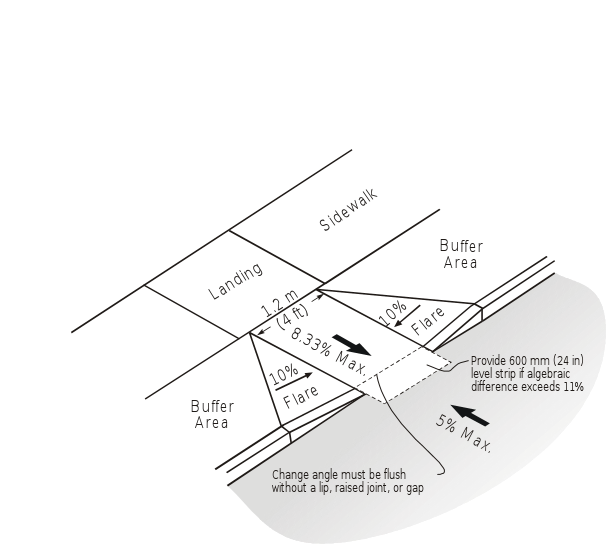 Sidewalk
Buffer
Area
Landing
1.2 m
(4 ft)
10%
Flare
8.33% Max.
Provide 600 mm (24 in)
level strip if algebraic
difference exceeds 11%
10%
Flare
Buffer
Area
5% Max.
Change angle must be flush
without a lip, raised joint, or gap